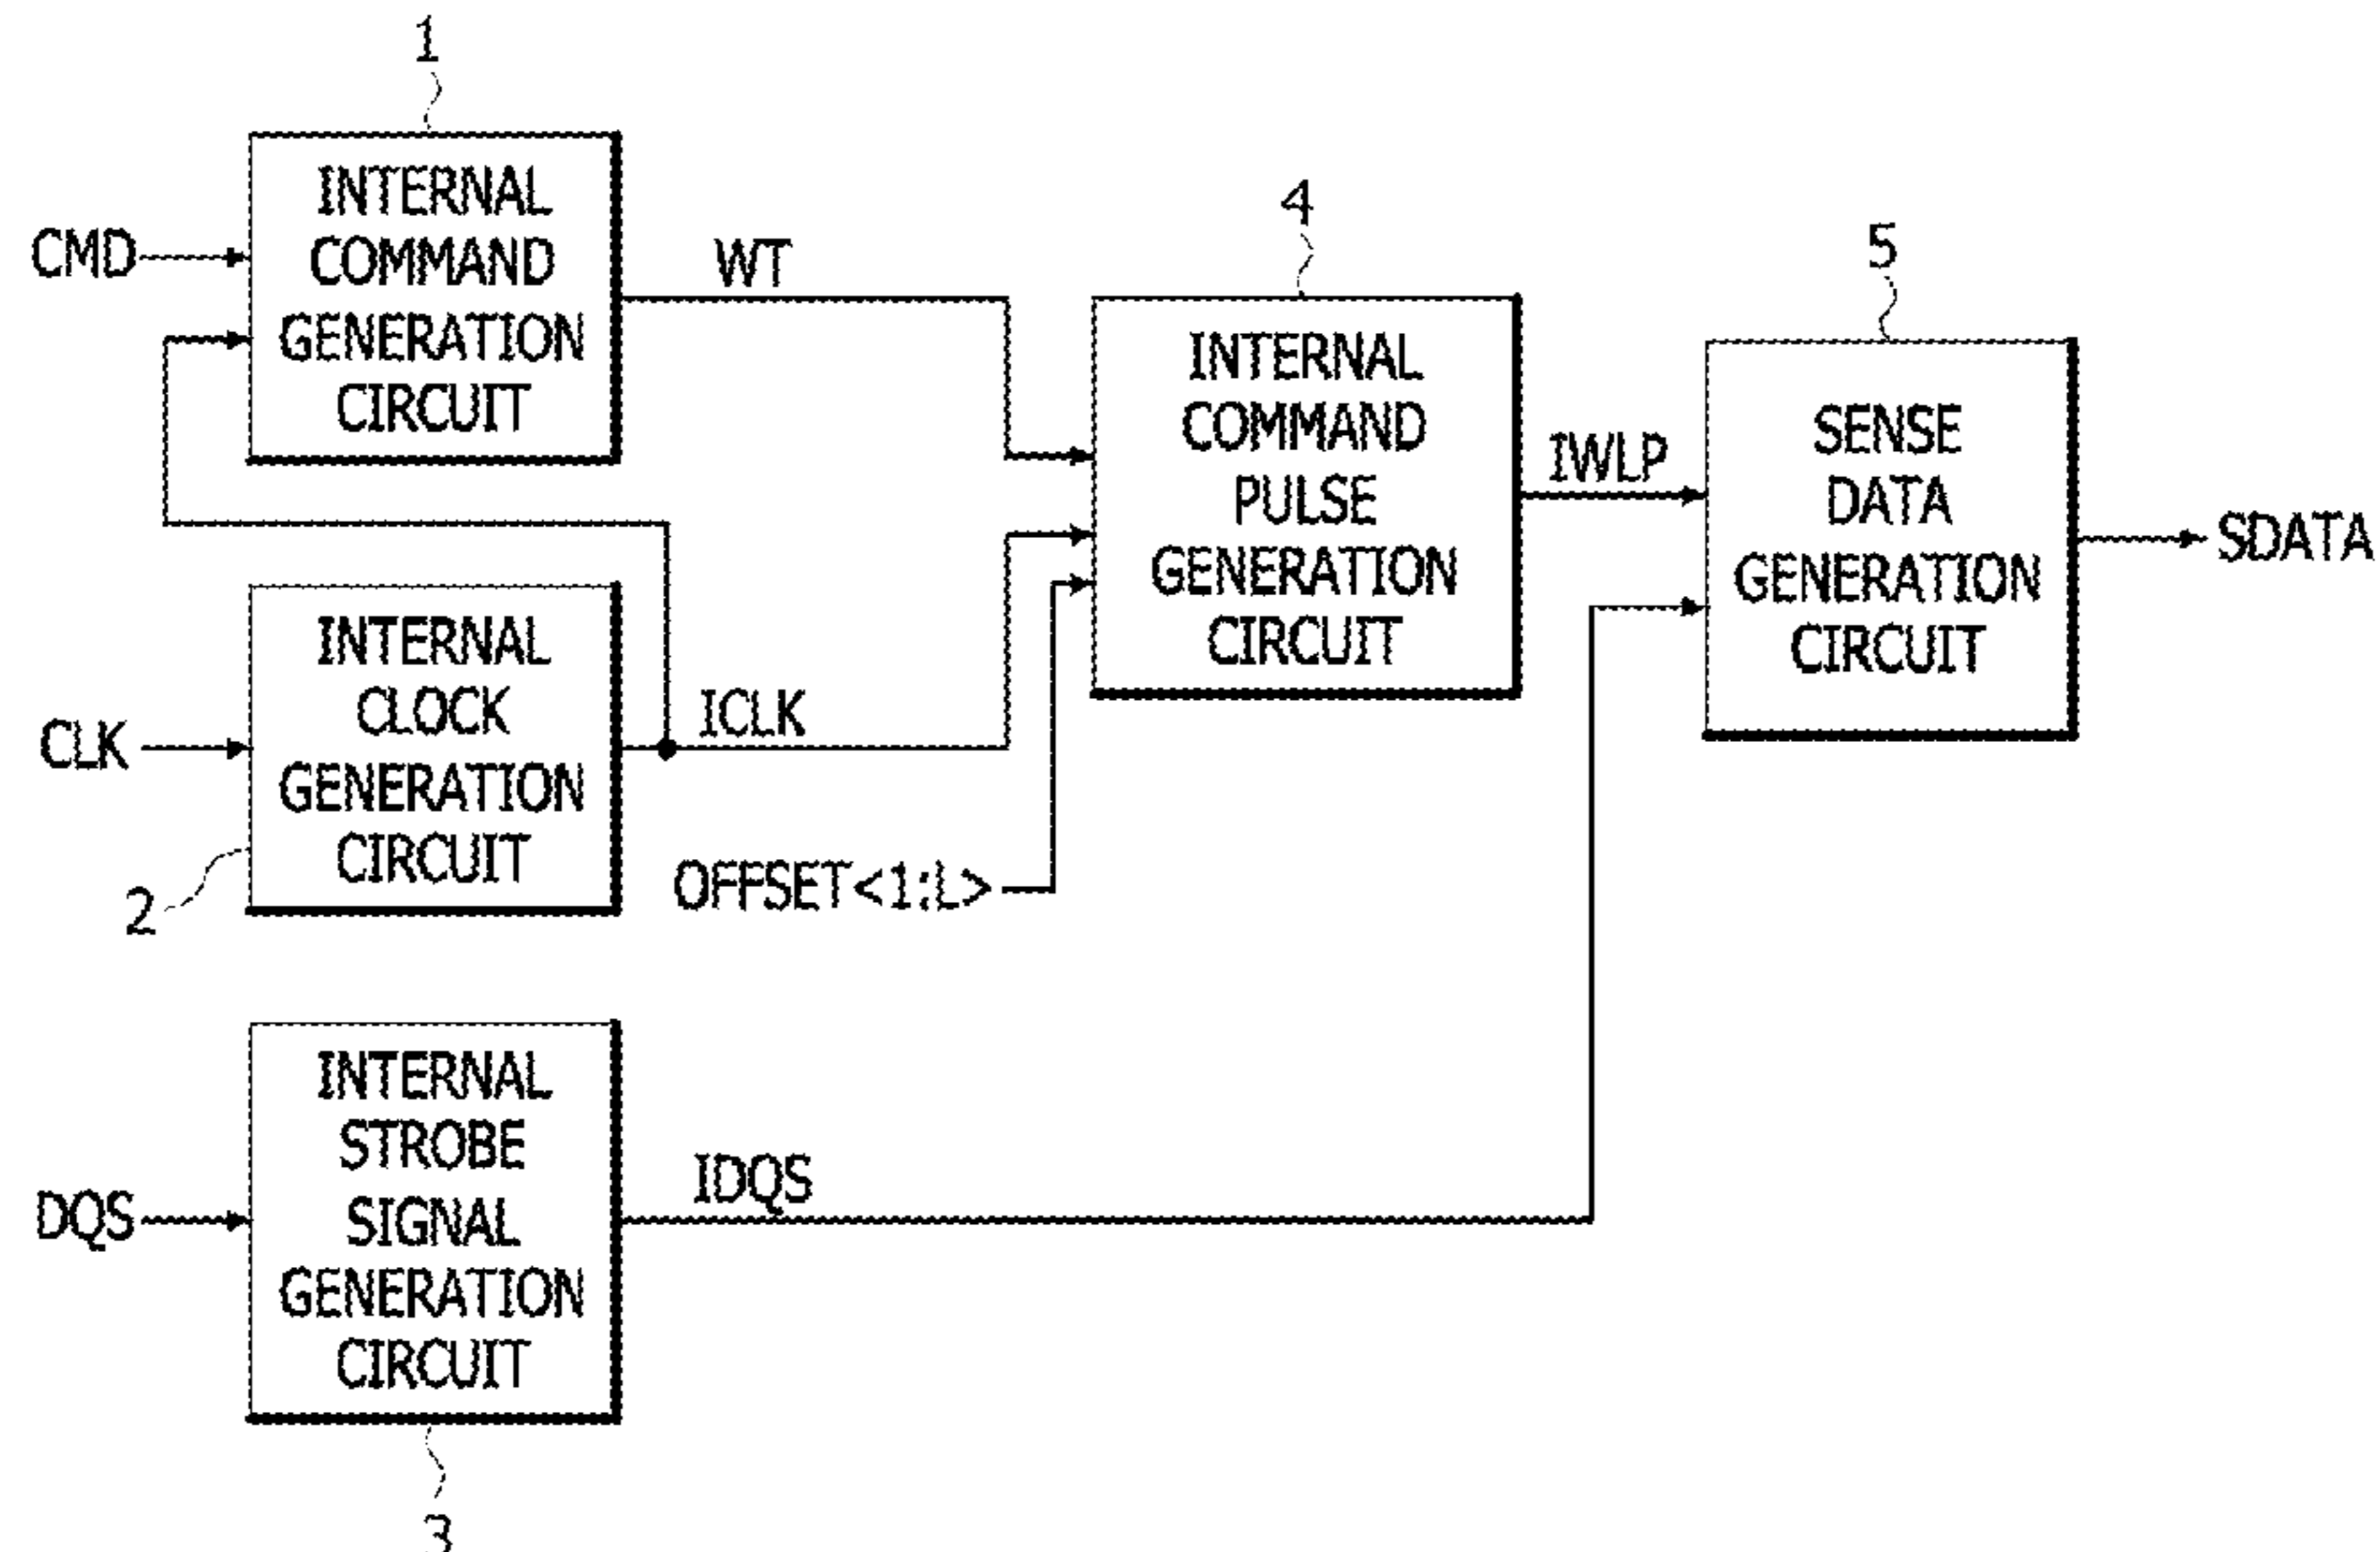 1
INTERNAL
COMMAND
GENERATION
CIRCUIT
CMD
WT
4
INTERNAL
COMMAND
PULSE
GENERATION
CIRCUIT
IWLP
5
SENSE
DATA
GENERATION
CIRCUIT
SDATA
INTERNAL
CLOCK
GENERATION
CIRCUIT
CLK
ICLK
2
OFFSET<1:L>
INTERNAL
STROBE
SIGNAL
GENERATION
CIRCUIT
DQS
IDQS
3